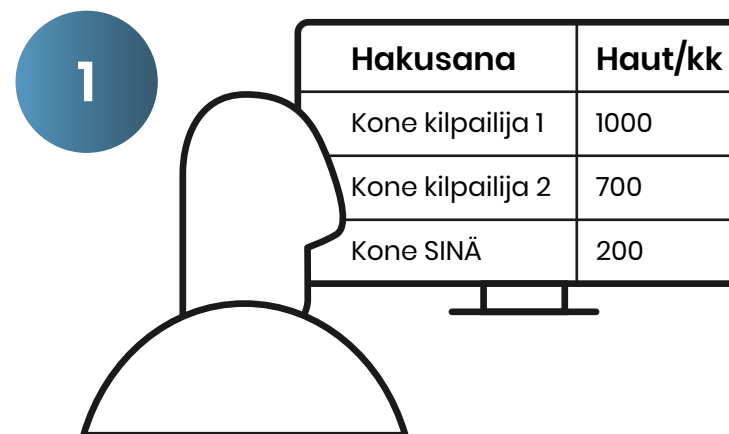 1
Hakusana Haut/kk
Kone kilpailija 1 1000
Kone kilpailija 2 700
Kone SINÄ 200